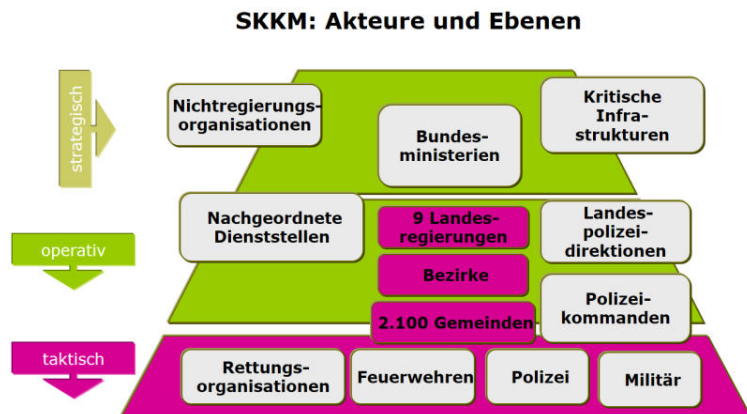 SKKM: Akteure und Ebenen
strategisch
Nichtregierungs-
organisationen
Bundes-
ministerien
Kritische
Infra-
strukturen
operativ
Nachgeordnete
Dienststellen
9 Landes-
regierungen
Bezirke
2.100 Gemeinden
Landes-
polizei-
direktionen
Polizei-
kommanden
taktisch
Rettungs-
organisationen
Feuerwehren
Polizei
Militär